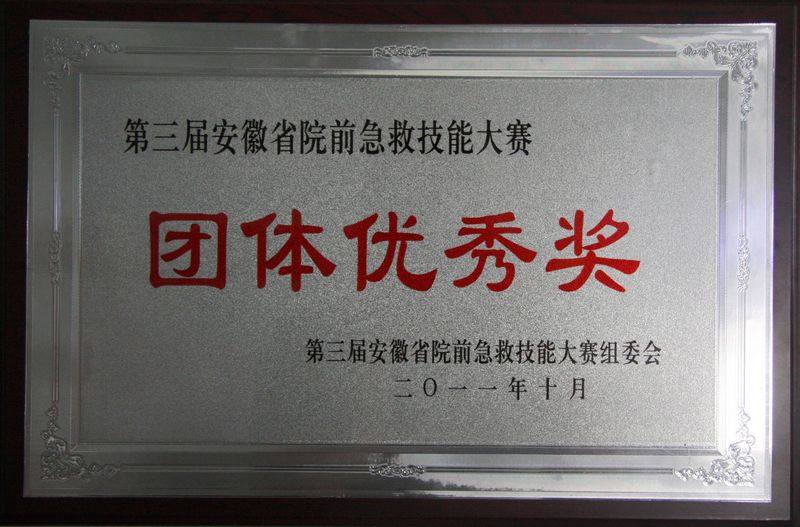 第三届安徽省院前急救技能大赛
团体优秀奖
第三届安徽省院前急救技能大赛组委会
二〇一一年十月